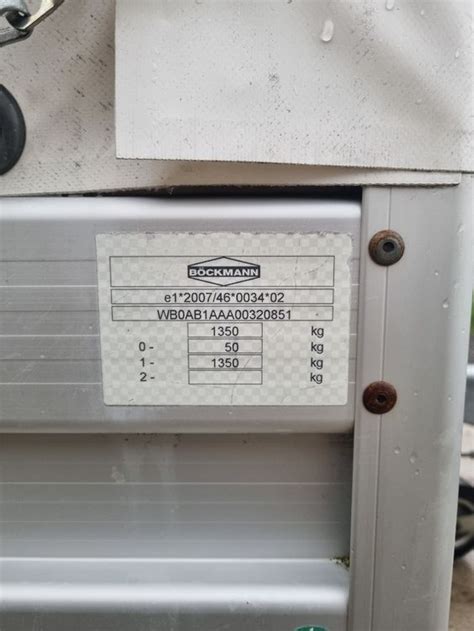 BÖCKMANN
e1*2007/46*0034*02
WB0AB1AAA00320851
1350 kg
0- 50 kg
1- 1350 kg
2- kg